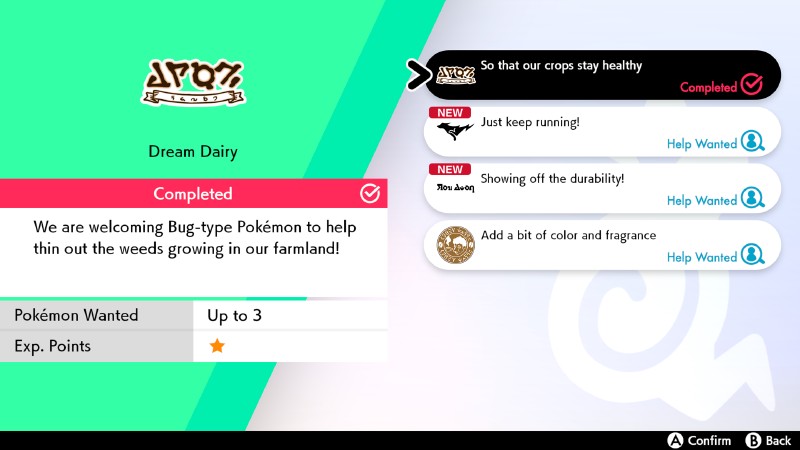 Dream Dairy
Completed
We are welcoming Bug-type Pokémon to help
thin out the weeds growing in our farmland!
Pokémon Wanted
Up to 3
Exp. Points
So that our crops stay healthy
Completed
NEW
Just keep running!
Help Wanted
NEW
Showing off the durability!
Help Wanted
Add a bit of color and fragrance
Help Wanted
A Confirm
B Back